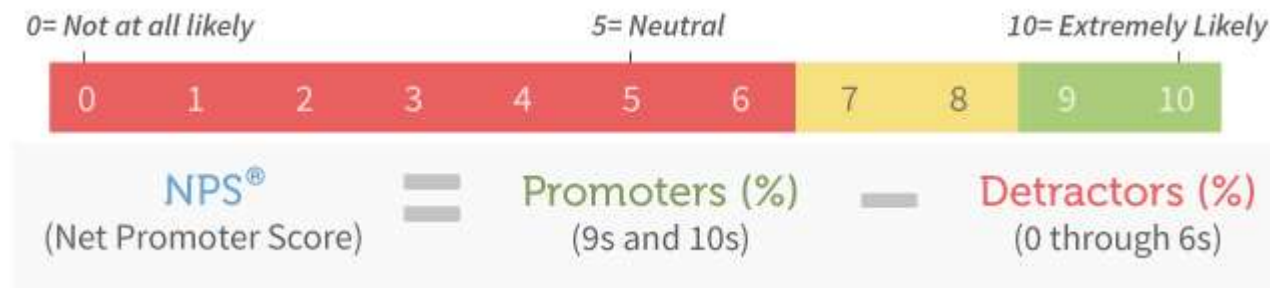 0= Not at all likely 5= Neutral 10= Extremely Likely
0 1 2 3 4 5 6 7 8 9 10
NPS® = Promoters (%) — Detractors (%)
(Net Promoter Score) (9s and 10s) (0 through 6s)